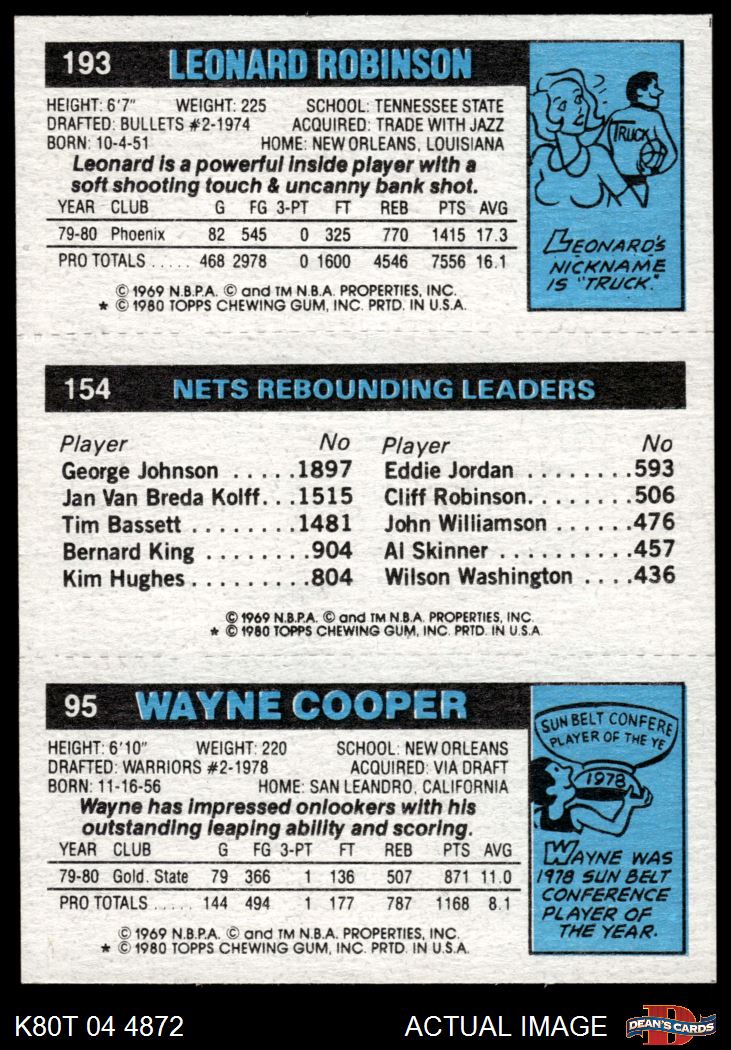 193 LEONARD ROBINSON
HEIGHT: 6'7" WEIGHT: 225 SCHOOL: TENNESSEE STATE
DRAFTED: BULLETS #2-1974 ACQUIRED: TRADE WITH JAZZ
BORN: 10-4-51 HOME: NEW ORLEANS, LOUISIANA
Leonard is a powerful inside player with a
soft shooting touch & uncanny bank shot.
YEAR CLUB G FG 3-PT FT REB PTS AVG
79-80 Phoenix 82 545 0 325 770 1415 17.3
PRO TOTALS ..... 468 2978 0 1600 4546 7556 16.1
© 1969 N.B.P.A. © and TM N.B.A. PROPERTIES, INC.
* © 1980 TOPPS CHEWING GUM, INC. PRTD. IN U.S.A.
TRUCK
LEONARD'S
NICKNAME
IS "TRUCK."
154 NETS REBOUNDING LEADERS
Player No Player No
George Johnson .....1897 Eddie Jordan ........593
Jan Van Breda Kolff...1515 Cliff Robinson.......506
Tim Bassett ........1481 John Williamson .....476
Bernard King ........904 Al Skinner ..........457
Kim Hughes.........804 Wilson Washington ....436
© 1969 N.B.P.A. © and TM N.B.A. PROPERTIES, INC.
* © 1980 TOPPS CHEWING GUM, INC. PRTD. IN U.S.A.
95 WAYNE COOPER
HEIGHT: 6'10" WEIGHT: 220 SCHOOL: NEW ORLEANS
DRAFTED: WARRIORS #2-1978 ACQUIRED: VIA DRAFT
BORN: 11-16-56 HOME: SAN LEANDRO, CALIFORNIA
Wayne has impressed onlookers with his
outstanding leaping ability and scoring.
YEAR CLUB G FG 3-PT FT REB PTS AVG
79-80 Gold. State 79 366 1 136 507 871 11.0
PRO TOTALS ..... 144 494 1 177 787 1168 8.1
© 1969 N.B.P.A. © and TM N.B.A. PROPERTIES, INC.
* © 1980 TOPPS CHEWING GUM, INC. PRTD. IN U.S.A.
SUN BELT CONFERE
PLAYER OF THE YE
1978
WAYNE WAS
1978 SUN BELT
CONFERENCE
PLAYER OF
THE YEAR.
K80T 04 4872 ACTUAL IMAGE
D
DEAN'S CARDS